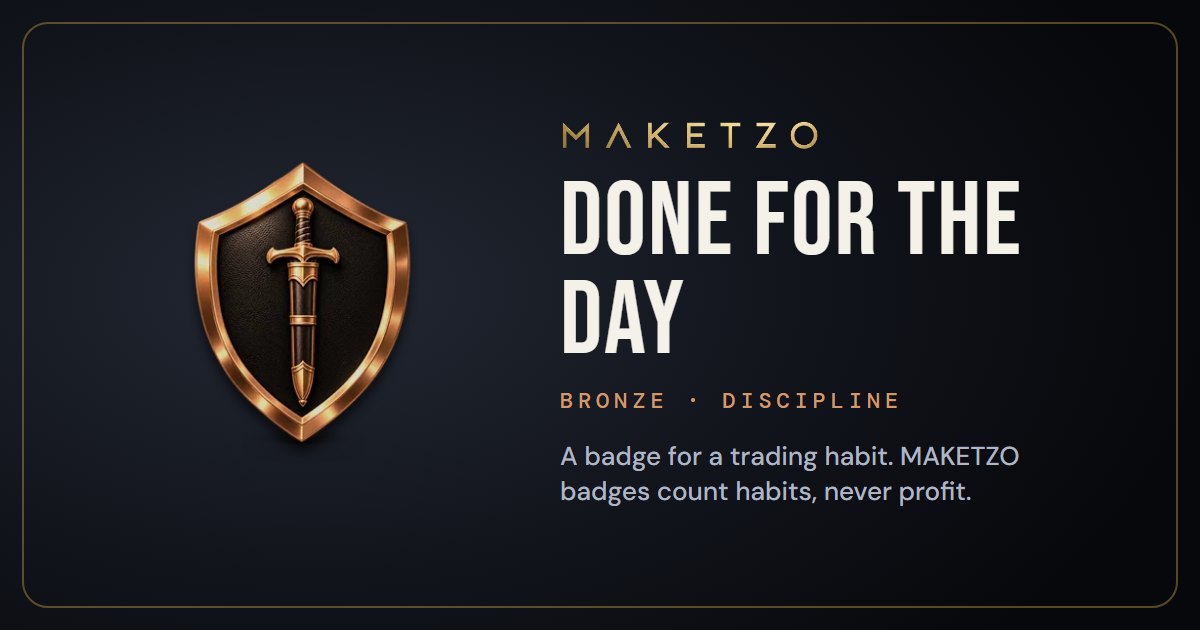 MAKETZO
DONE FOR THE
DAY
BRONZE · DISCIPLINE
A badge for a trading habit. MAKETZO
badges count habits, never profit.